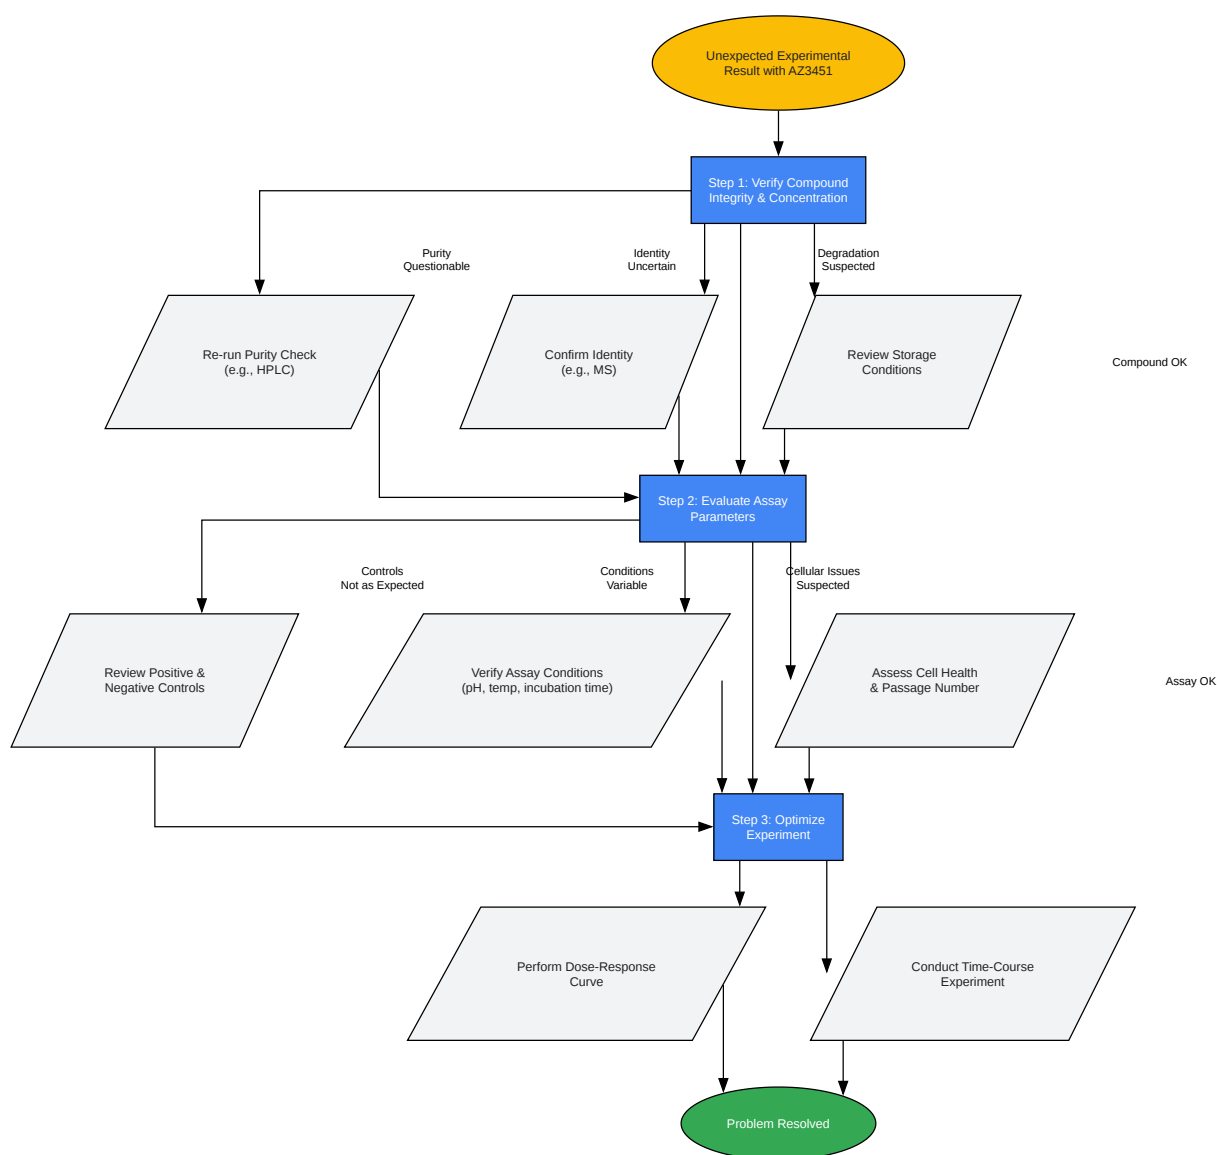 Unexpected Experimental
Result with AZ3451
Step 1: Verify Compound
Integrity & Concentration
Purity
Questionable
Identity
Uncertain
Degradation
Suspected
Re-run Purity Check
(e.g., HPLC)
Confirm Identity
(e.g., MS)
Review Storage
Conditions
Compound OK
Step 2: Evaluate Assay
Parameters
Controls
Not as Expected
Conditions
Variable
Cellular Issues
Suspected
Review Positive &
Negative Controls
Verify Assay Conditions
(pH, temp, incubation time)
Assess Cell Health
& Passage Number
Assay OK
Step 3: Optimize
Experiment
Perform Dose-Response
Curve
Conduct Time-Course
Experiment
Problem Resolved